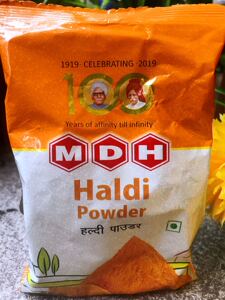 1919 CELEBRATING 2019
100
Years of affinity till infinity
MDH
Haldi
Powder
हल्दी पाउडर